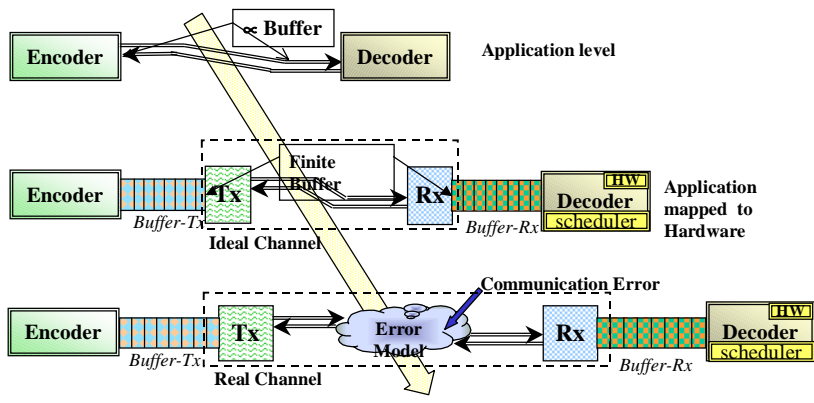 ∝ Buffer
Encoder
Decoder
Application level
Finite
Buffer
Encoder
Tx
Rx
HW
Decoder
scheduler
Application
mapped to
Hardware
Buffer-Tx
Buffer-Rx
Ideal Channel
Communication Error
Encoder
Tx
Error
Model
Rx
HW
Decoder
scheduler
Buffer-Tx
Buffer-Rx
Real Channel